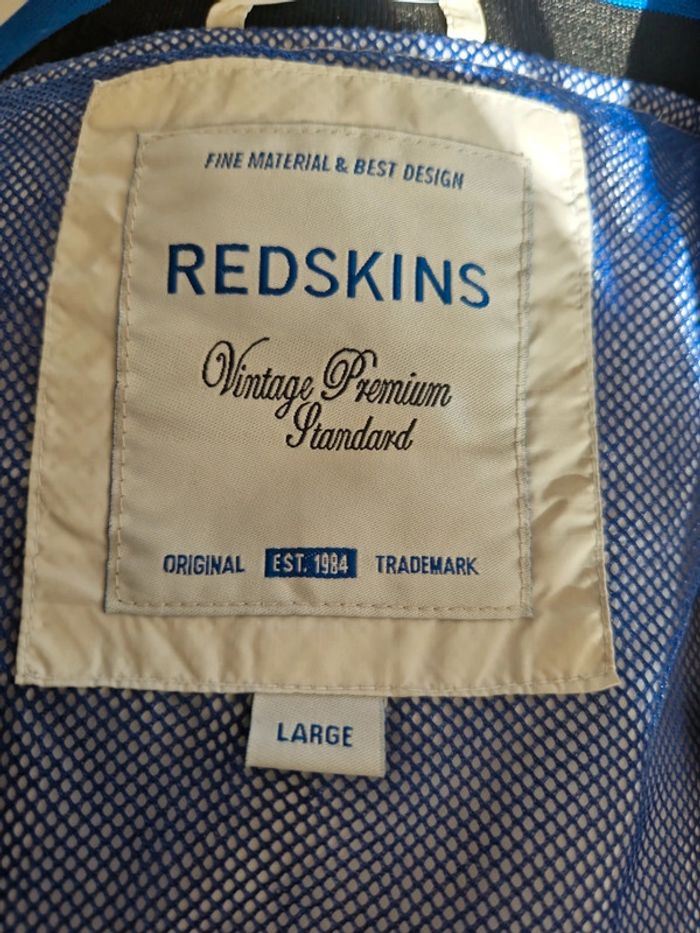 FINE MATERIAL & BEST DESIGN
REDSKINS
Vintage Premium
Standard
ORIGINAL EST. 1984 TRADEMARK
LARGE